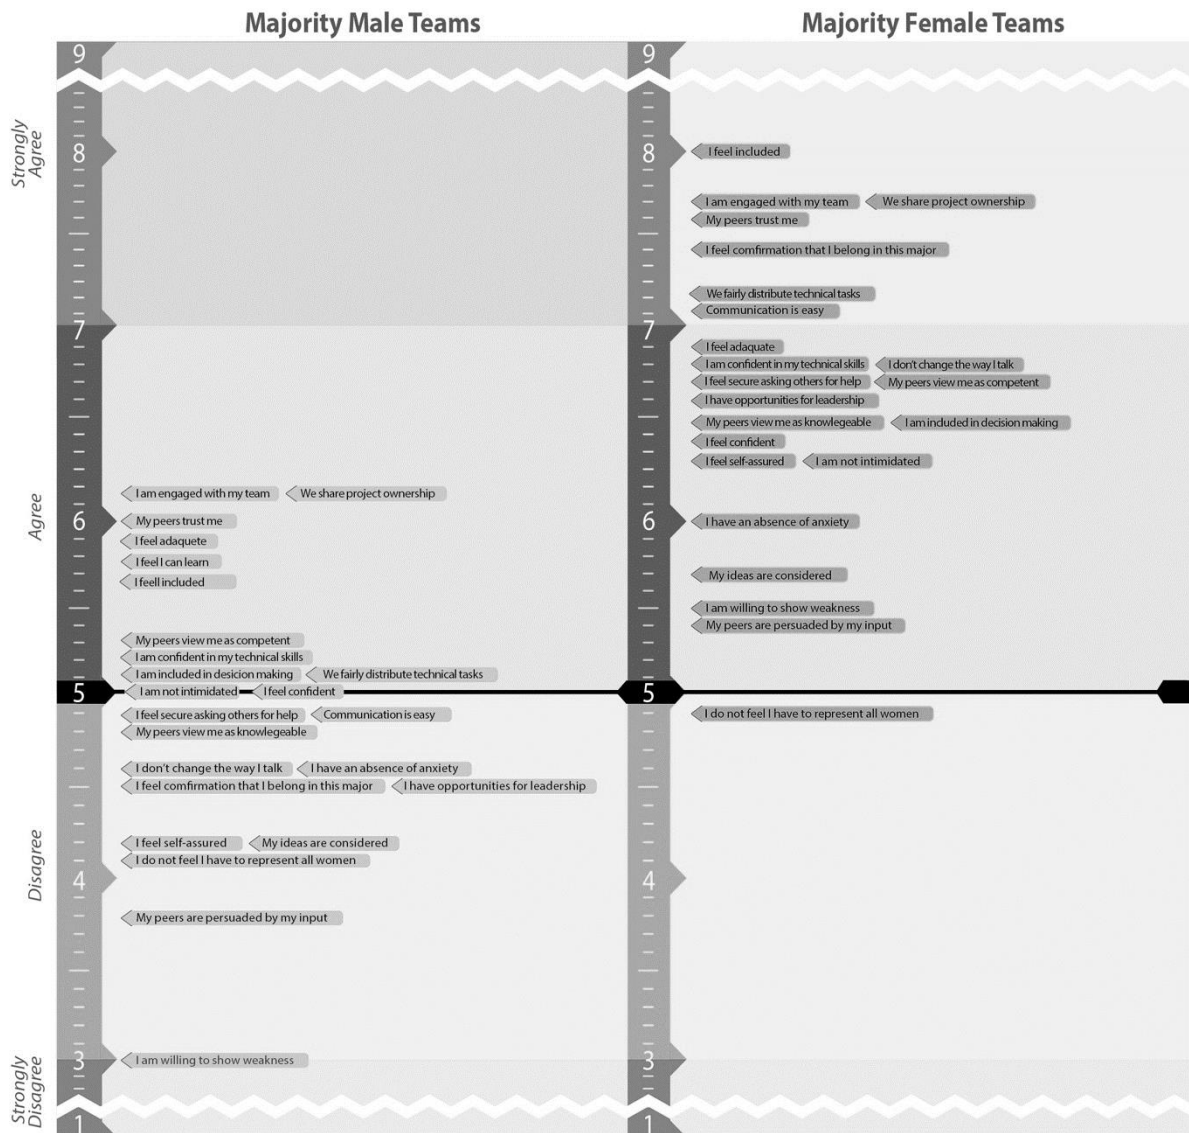 Majority Male Teams
Majority Female Teams
9
9
Strongly
Agree
8
8
I feel included
I am engaged with my team
We share project ownership
My peers trust me
I feel comfirmation that I belong in this major
We fairly distribute technical tasks
Communication is easy
7
7
I feel adaquate
I am confident in my technical skills
I don't change the way I talk
I feel secure asking others for help
My peers view me as competent
I have opportunities for leadership
My peers view me as knowlegeable
I am included in decision making
I feel confident
I feel self-assured
I am not intimidated
Agree
I am engaged with my team
We share project ownership
6
My peers trust me
6
I have an absence of anxiety
I feel adaquete
I feel I can learn
I feell included
My ideas are considered
I am willing to show weakness
My peers are persuaded by my input
My peers view me as competent
I am confident in my technical skills
I am included in desicion making
We fairly distribute technical tasks
5
I am not intimidated
I feel confident
5
I feel secure asking others for help
Communication is easy
I do not feel I have to represent all women
My peers view me as knowlegeable
I don't change the way I talk
I have an absence of anxiety
I feel comfirmation that I belong in this major
I have opportunities for leadership
Disagree
I feel self-assured
My ideas are considered
I do not feel I have to represent all women
4
4
My peers are persuaded by my input
3
I am willing to show weakness
3
Strongly
Disagree
1
1